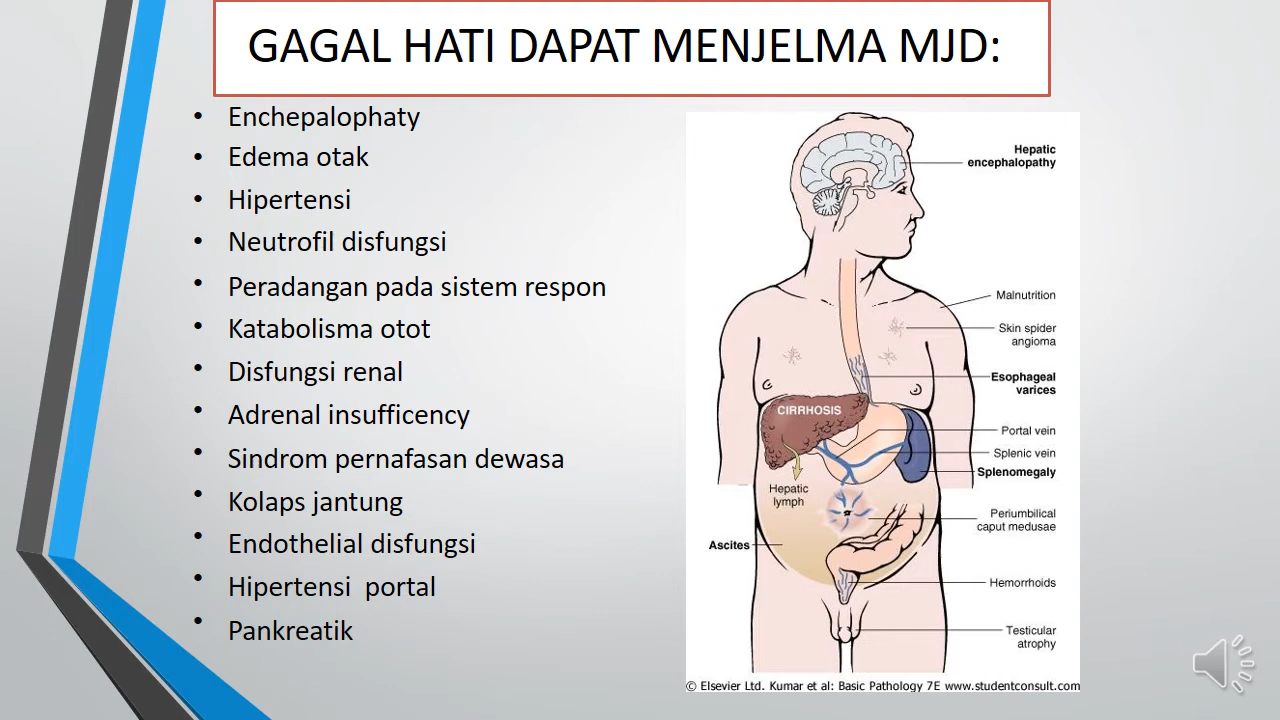 GAGAL HATI DAPAT MENJELMA MJD:
• Enchepalophaty
• Edema otak
• Hipertensi
• Neutrofil disfungsi
• Peradangan pada sistem respon
• Katabolisma otot
• Disfungsi renal
• Adrenal insufficency
• Sindrom pernafasan dewasa
• Kolaps jantung
• Endothelial disfungsi
• Hipertensi portal
• Pankreatik
Hepatic
encephalopathy
Malnutrition
Skin spider
angioma
Esophageal
varices
CIRRHOSIS
Portal vein
Splenic vein
Splenomegaly
Hepatic
lymph
Periumbilical
caput medusae
Ascites
Hemorrhoids
Testicular
atrophy
© Elsevier Ltd. Kumar et al: Basic Pathology 7E www.studentconsult.com